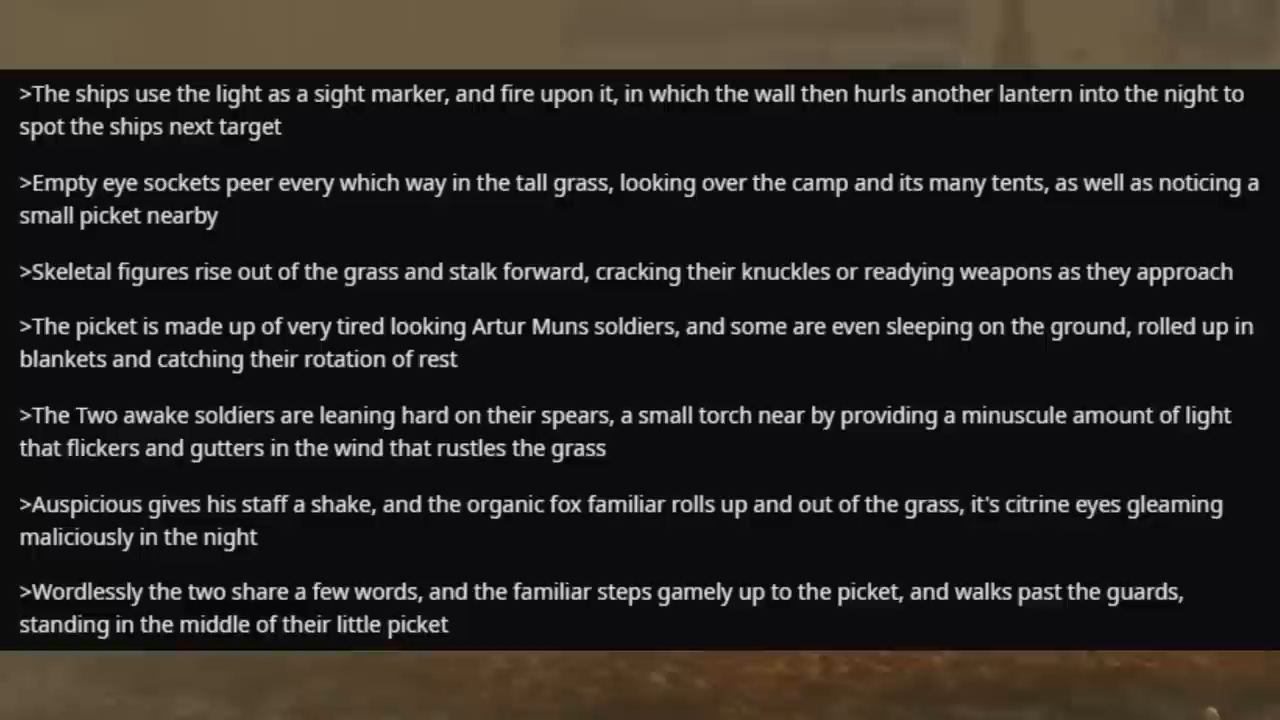 >The ships use the light as a sight marker, and fire upon it, in which the wall then hurls another lantern into the night to
spot the ships next target
>Empty eye sockets peer every which way in the tall grass, looking over the camp and its many tents, as well as noticing a
small picket nearby
>Skeletal figures rise out of the grass and stalk forward, cracking their knuckles or readying weapons as they approach
>The picket is made up of very tired looking Artur Muns soldiers, and some are even sleeping on the ground, rolled up in
blankets and catching their rotation of rest
>The Two awake soldiers are leaning hard on their spears, a small torch near by providing a minuscule amount of light
that flickers and gutters in the wind that rustles the grass
>Auspicious gives his staff a shake, and the organic fox familiar rolls up and out of the grass, it's citrine eyes gleaming
maliciously in the night
>Wordlessly the two share a few words, and the familiar steps gamely up to the picket, and walks past the guards,
standing in the middle of their little picket